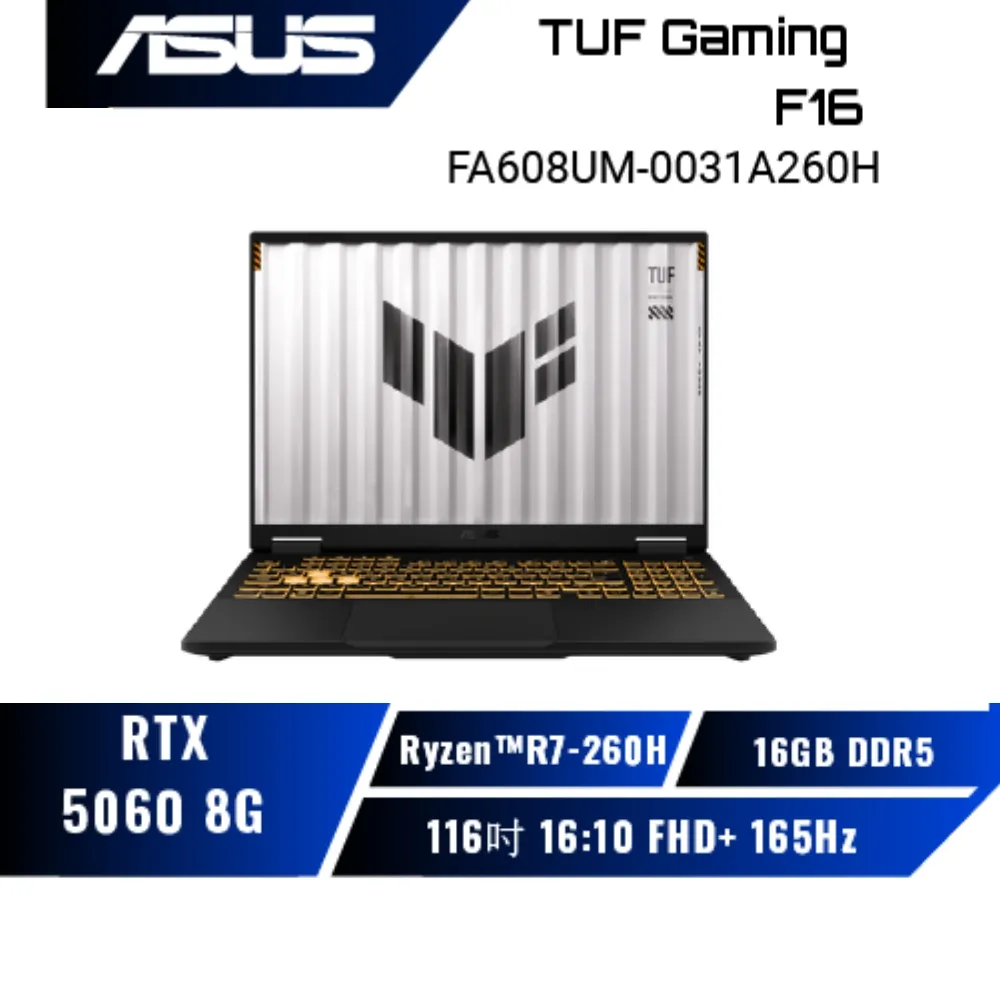 ASUS
TUF Gaming
F16
FA608UM-0031A260H
TUF
ASUS
RTX
5060 8G
Ryzen™R7-260H
16GB DDR5
116吋 16:10 FHD+ 165Hz